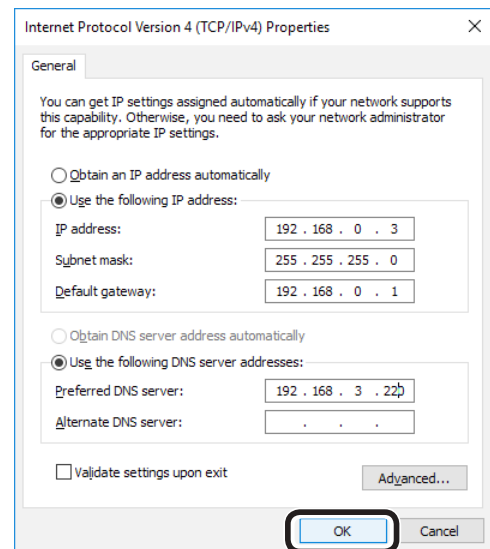 Internet Protocol Version 4 (TCP/IPv4) Properties
General
You can get IP settings assigned automatically if your network supports
this capability. Otherwise, you need to ask your network administrator
for the appropriate IP settings.
Obtain an IP address automatically
Use the following IP address:
IP address: 192 . 168 . 0 . 3
Subnet mask: 255 . 255 . 255 . 0
Default gateway: 192 . 168 . 0 . 1
Obtain DNS server address automatically
Use the following DNS server addresses:
Preferred DNS server: 192 . 168 . 3 . 220
Alternate DNS server: . . .
Validate settings upon exit
Advanced...
OK Cancel